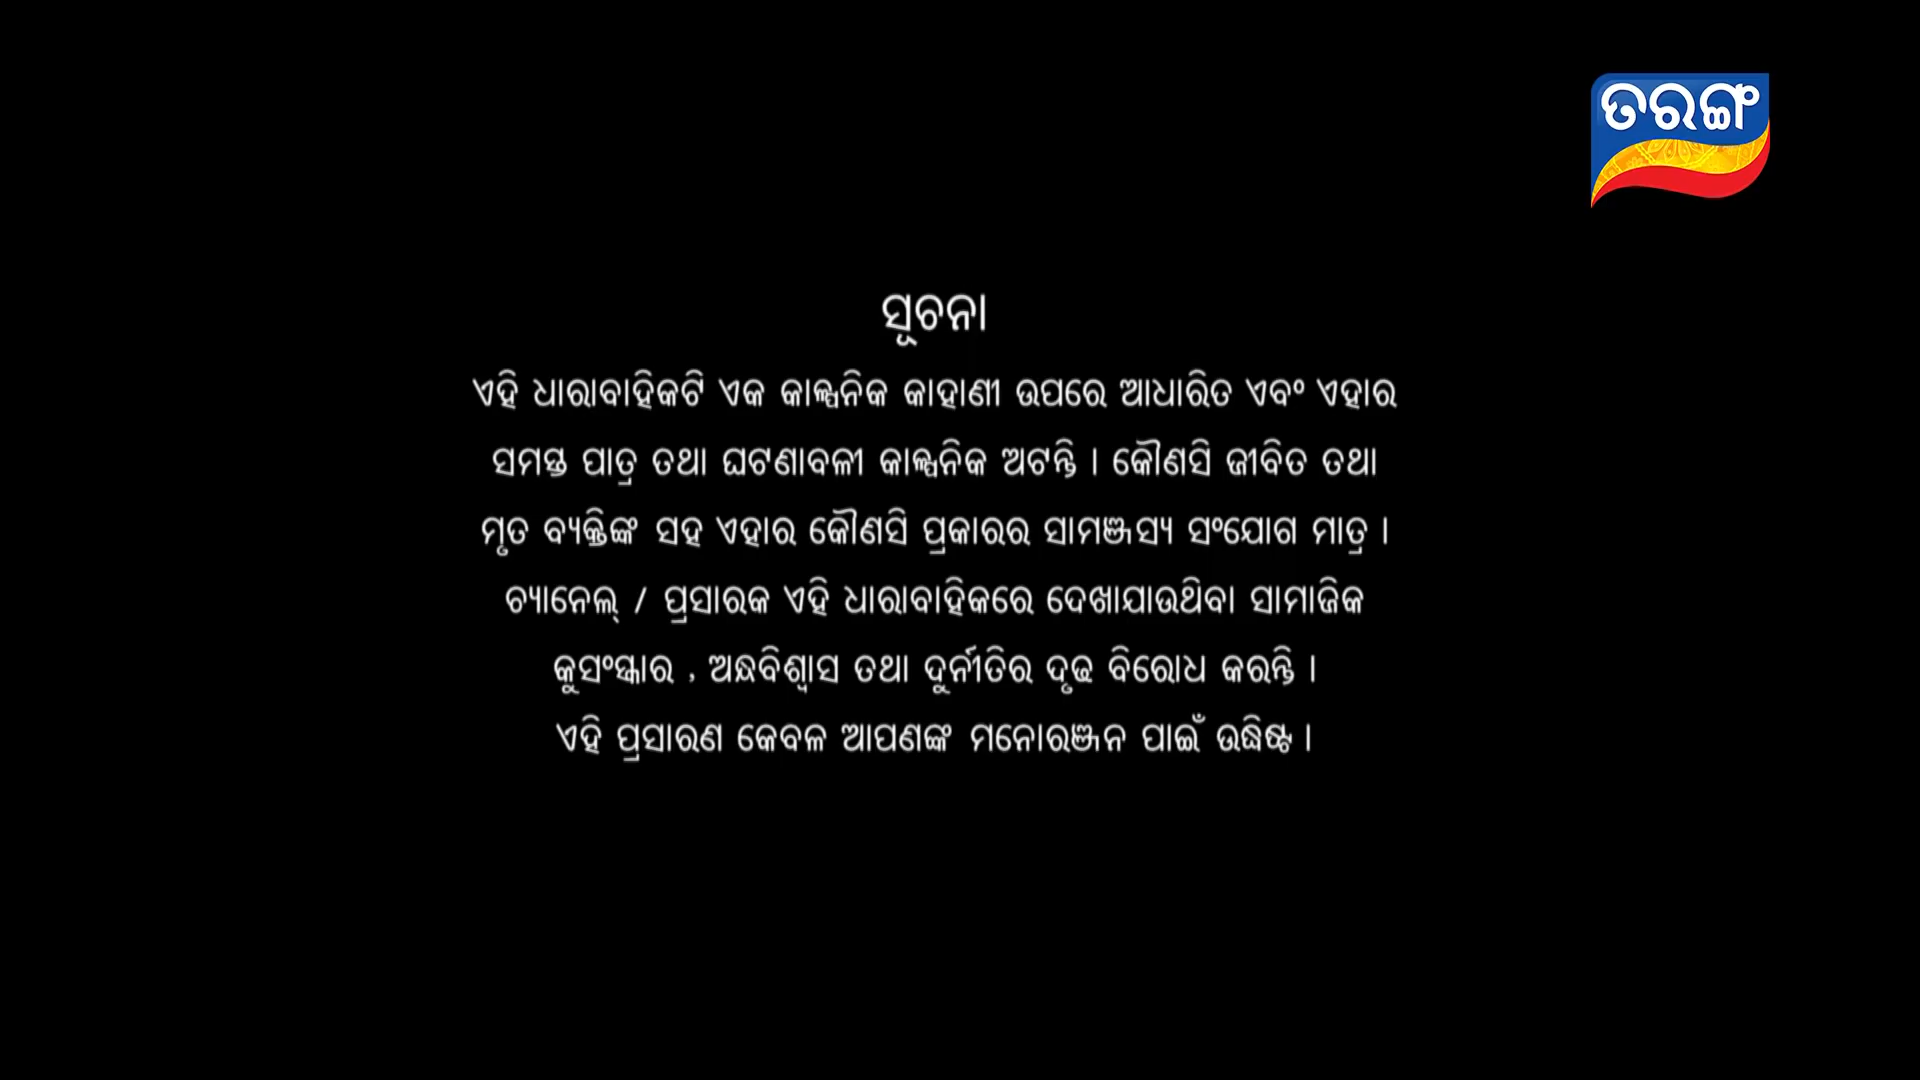 ତରଙ୍ଗ
ସୂଚନା
ଏହି ଧାରାବାହିକଟି ଏକ କାଳ୍ପନିକ କାହାଣୀ ଉପରେ ଆଧାରିତ ଏବଂ ଏହାର
ସମସ୍ତ ପାତ୍ର ତଥା ଘଟଣାବଳୀ କାଳ୍ପନିକ ଅଟନ୍ତି । କୌଣସି ଜୀବିତ ତଥା
ମୃତ ବ୍ୟକ୍ତିଙ୍କ ସହ ଏହାର କୌଣସି ପ୍ରକାରର ସାମଞ୍ଜସ୍ୟ ସଂଯୋଗ ମାତ୍ର ।
ଚ୍ୟାନେଲ୍ / ପ୍ରସାରକ ଏହି ଧାରାବାହିକରେ ଦେଖାଯାଉଥିବା ସାମାଜିକ
କୁସଂସ୍କାର , ଅନ୍ଧବିଶ୍ୱାସ ତଥା ଦୁର୍ନୀତିର ଦୃଢ ବିରୋଧ କରନ୍ତି ।
ଏହି ପ୍ରସାରଣ କେବଳ ଆପଣଙ୍କ ମନୋରଞ୍ଜନ ପାଇଁ ଉଦ୍ଧିଷ୍ଟ ।